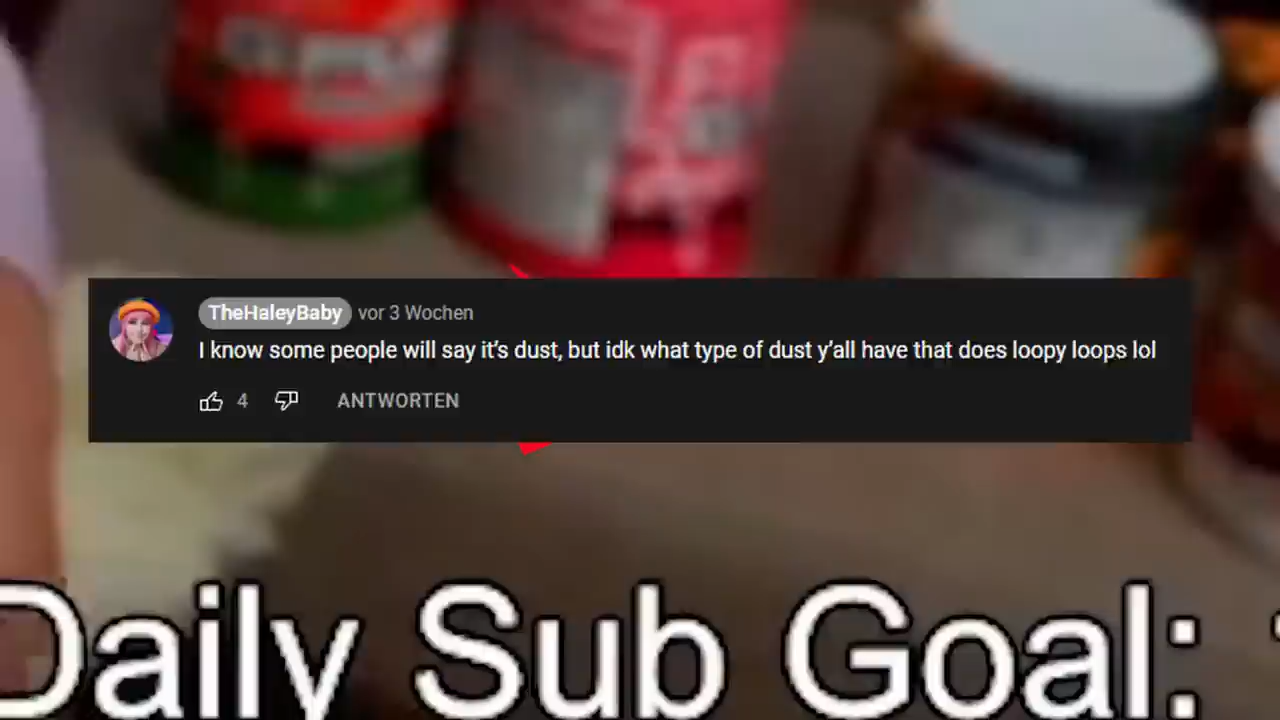 TheHaleyBaby vor 3 Wochen
I know some people will say it's dust, but idk what type of dust y'all have that does loopy loops lol
4 ANTWORTEN
Daily Sub Goal: